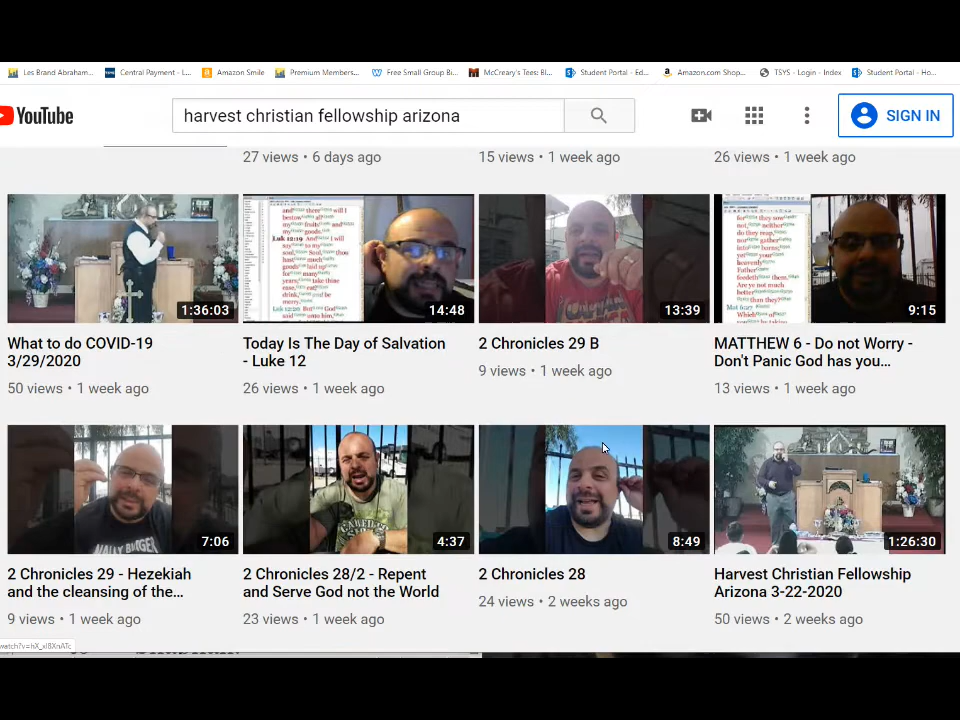 Les Brand Abraham...
Central Payment - L...
Amazon Smile
Premium Members...
Free Small Group Bi...
McCreary's Tees: Bl...
Student Portal - Ed...
Amazon.com Shop...
TSYS - Login - Index
Student Portal - Ho...
YouTube
harvest christian fellowship arizona
SIGN IN
27 views • 6 days ago
15 views • 1 week ago
26 views • 1 week ago
1:36:03
14:48
13:39
9:15
What to do COVID-19
3/29/2020
50 views • 1 week ago
Today Is The Day of Salvation
- Luke 12
26 views • 1 week ago
2 Chronicles 29 B
9 views • 1 week ago
MATTHEW 6 - Do not Worry -
Don't Panic God has you...
13 views • 1 week ago
7:06
4:37
8:49
1:26:30
2 Chronicles 29 - Hezekiah
and the cleansing of the...
9 views • 1 week ago
2 Chronicles 28/2 - Repent
and Serve God not the World
23 views • 1 week ago
2 Chronicles 28
24 views • 2 weeks ago
Harvest Christian Fellowship
Arizona 3-22-2020
50 views • 2 weeks ago